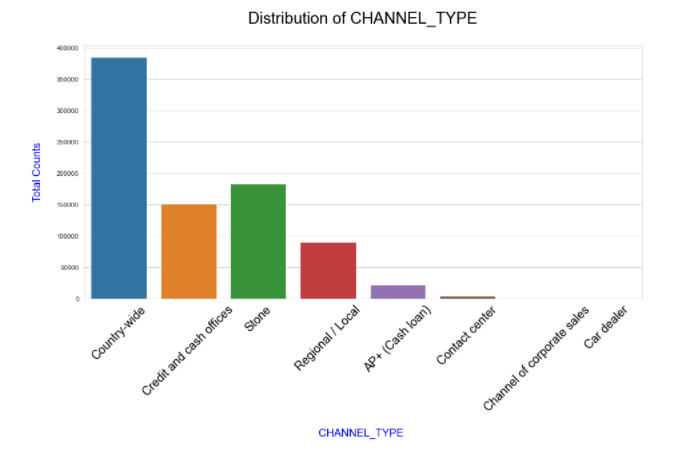 Distribution of CHANNEL_TYPE
400000
350000
300000
250000
200000
150000
100000
50000
0
Total Counts
Country-wide
Credit and cash offices
Stone
Regional / Local
AP+ (Cash loan)
Contact center
Channel of corporate sales
Car dealer
CHANNEL_TYPE